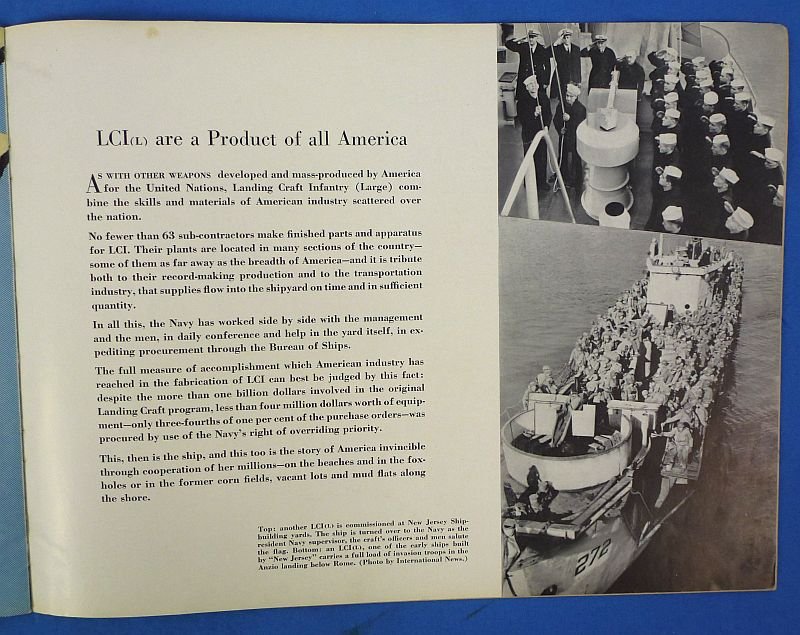 LCI(L) are a Product of all America
AS WITH OTHER WEAPONS developed and mass-produced by America
for the United Nations, Landing Craft Infantry (Large) com-
bine the skills and materials of American industry scattered over
the nation.
No fewer than 63 sub-contractors make finished parts and apparatus
for LCI. Their plants are located in many sections of the country—
some of them as far away as the breadth of America—and it is tribute
both to their record-making production and to the transportation
industry, that supplies flow into the shipyard on time and in sufficient
quantity.
In all this, the Navy has worked side by side with the management
and the men, in daily conference and help in the yard itself, in ex-
pediting procurement through the Bureau of Ships.
The full measure of accomplishment which American industry has
reached in the fabrication of LCI can best be judged by this fact:
despite the more than one billion dollars involved in the original
Landing Craft program, less than four million dollars worth of equip-
ment—only three-fourths of one per cent of the purchase orders—was
procured by use of the Navy's right of overriding priority.
This, then is the ship, and this too is the story of America invincible
through cooperation of her millions—on the beaches and in the fox-
holes or in the former corn fields, vacant lots and mud flats along
the shore.
Top: another LCI(L) is commissioned at New Jersey Ship-
building yards. The ship is turned over to the Navy as the
resident Navy supervisor, the craft's officers and men salute
the flag. Bottom: an LCI(L), one of the early ships built
by "New Jersey" carries a full load of invasion troops in the
Anzio landing below Rome. (Photo by International News.)
272